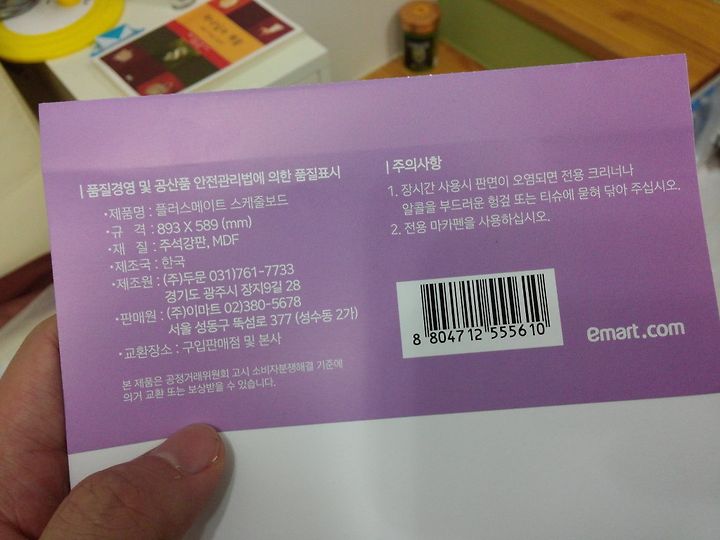 | 품질경영 및 공산품 안전관리법에 의한 품질표시
·제품명 : 플러스메이트 스케줄보드
·규 격 : 893 X 589 (mm)
·재 질 : 주석강판, MDF
·제조국 : 한국
·제조원 : (주)두문 031)761-7733
경기도 광주시 장지9길 28
·판매원 : (주)이마트 02)380-5678
서울 성동구 뚝섬로 377 (성수동 2가)
·교환장소 : 구입판매점 및 본사
본 제품은 공정거래위원회 고시 소비자분쟁해결 기준에
의거 교환 또는 보상받을 수 있습니다.
| 주의사항
1. 장시간 사용시 판면이 오염되면 전용 크리너나
알콜을 부드러운 헝겊 또는 티슈에 묻혀 닦아 주십시오.
2. 전용 마카펜을 사용하십시오.
8 804712 555610
emart.com